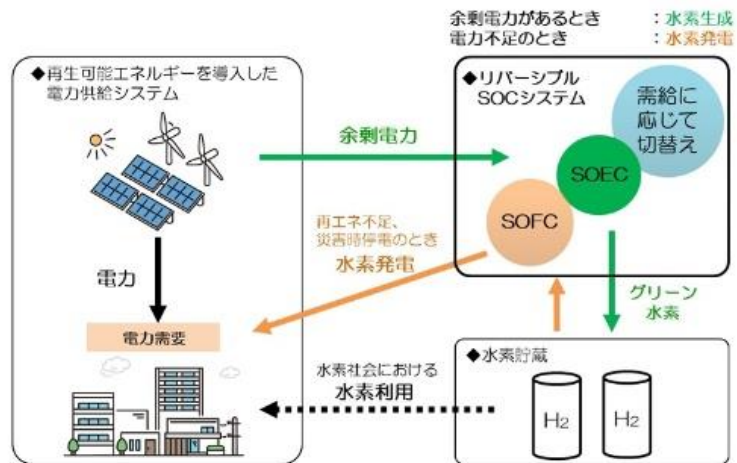 余剰電力があるとき ：水素生成
電力不足のとき ：水素発電
◆再生可能エネルギーを導入した
電力供給システム
電力
電力需要
余剰電力
再エネ不足、
災害時停電のとき
水素発電
水素社会における
水素利用
◆リバーシブル
SOCシステム
需給に
応じて
切替え
SOEC
SOFC
グリーン
水素
◆水素貯蔵
H₂
H₂